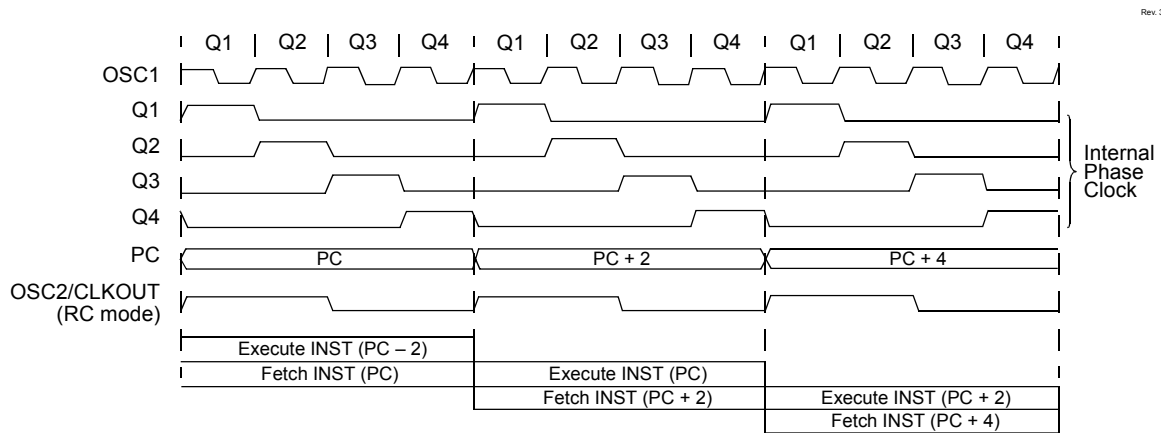 Rev. 3
Q1 Q2 Q3 Q4 Q1 Q2 Q3 Q4 Q1 Q2 Q3 Q4
OSC1
Q1
Q2
Q3
Q4
Internal
Phase
Clock
PC
PC
PC + 2
PC + 4
OSC2/CLKOUT
(RC mode)
Execute INST (PC – 2)
Fetch INST (PC)
Execute INST (PC)
Fetch INST (PC + 2)
Execute INST (PC + 2)
Fetch INST (PC + 4)